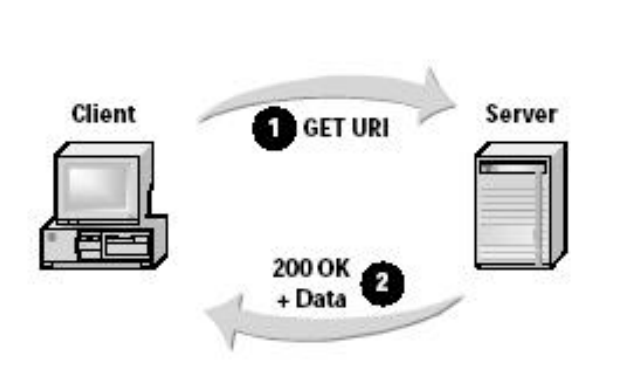 Client
Server
1 GET URI
200 OK
+ Data 2